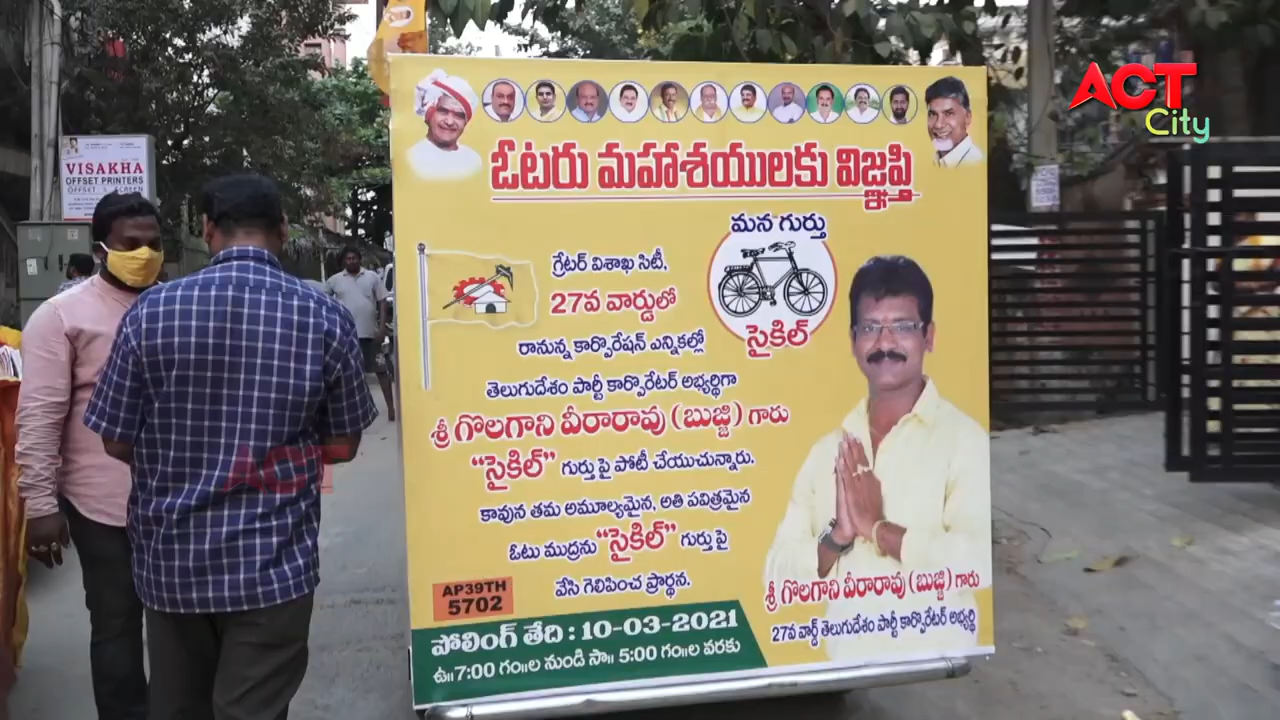 ACT
City
VISAKHA
OFFSET PRINTERS
ఓటరు మహాశయులకు విజ్ఞప్తి
మన గుర్తు
సైకిల్
గ్రేటర్ విశాఖ సిటీ,
27వ వార్డులో
రానున్న కార్పొరేషన్ ఎన్నికల్లో
తెలుగుదేశం పార్టీ కార్పొరేటర్ అభ్యర్థిగా
శ్రీ గొలగాని వీరారావు (బుజ్జి) గారు
"సైకిల్" గుర్తు పై పోటీ చేయుచున్నారు.
కావున తమ అమూల్యమైన, అతి పవిత్రమైన
ఓటు ముద్రను "సైకిల్" గుర్తు పై
వేసి గెలిపించ ప్రార్థన.
AP39TH
5702
పోలింగ్ తేది : 10-03-2021
ఉ॥7:00 గం॥ల నుండి సా॥ 5:00 గం॥ల వరకు
శ్రీ గొలగాని వీరారావు (బుజ్జి) గారు
27వ వార్డ్ తెలుగుదేశం పార్టీ కార్పొరేటర్ అభ్యర్థి
ACT